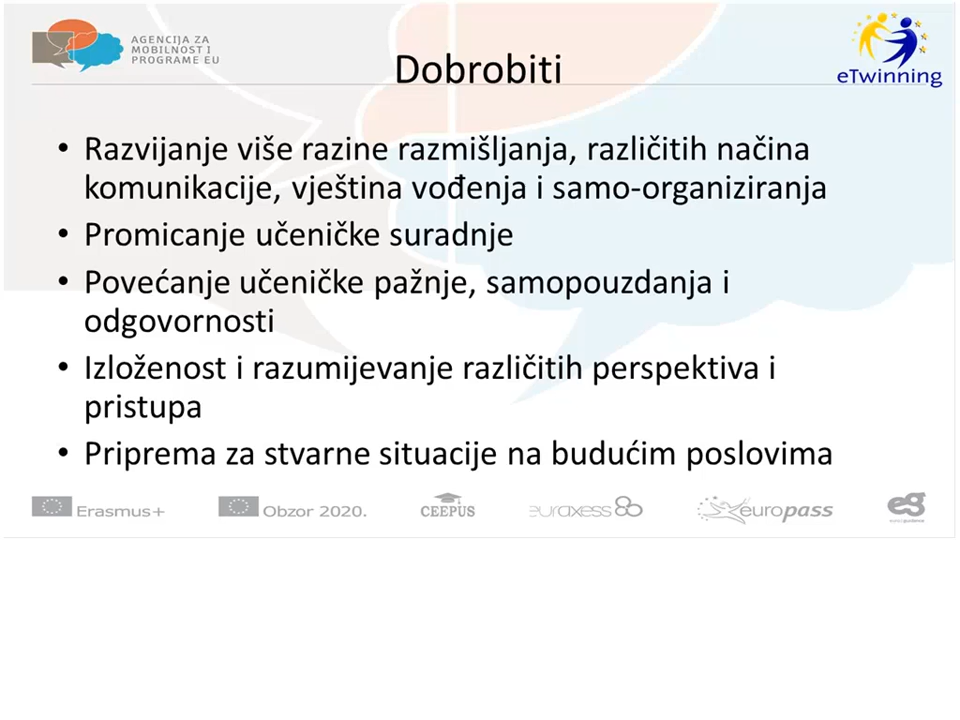 AGENCIJA ZA
MOBILNOST I
PROGRAME EU
eTwinning
Dobrobiti
• Razvijanje više razine razmišljanja, različitih načina
komunikacije, vještina vođenja i samo-organiziranja
• Promicanje učeničke suradnje
• Povećanje učeničke pažnje, samopouzdanja i
odgovornosti
• Izloženost i razumijevanje različitih perspektiva i
pristupa
• Priprema za stvarne situacije na budućim poslovima
Erasmus+
Obzor 2020.
CEEPUS
euraxess
europass
eg